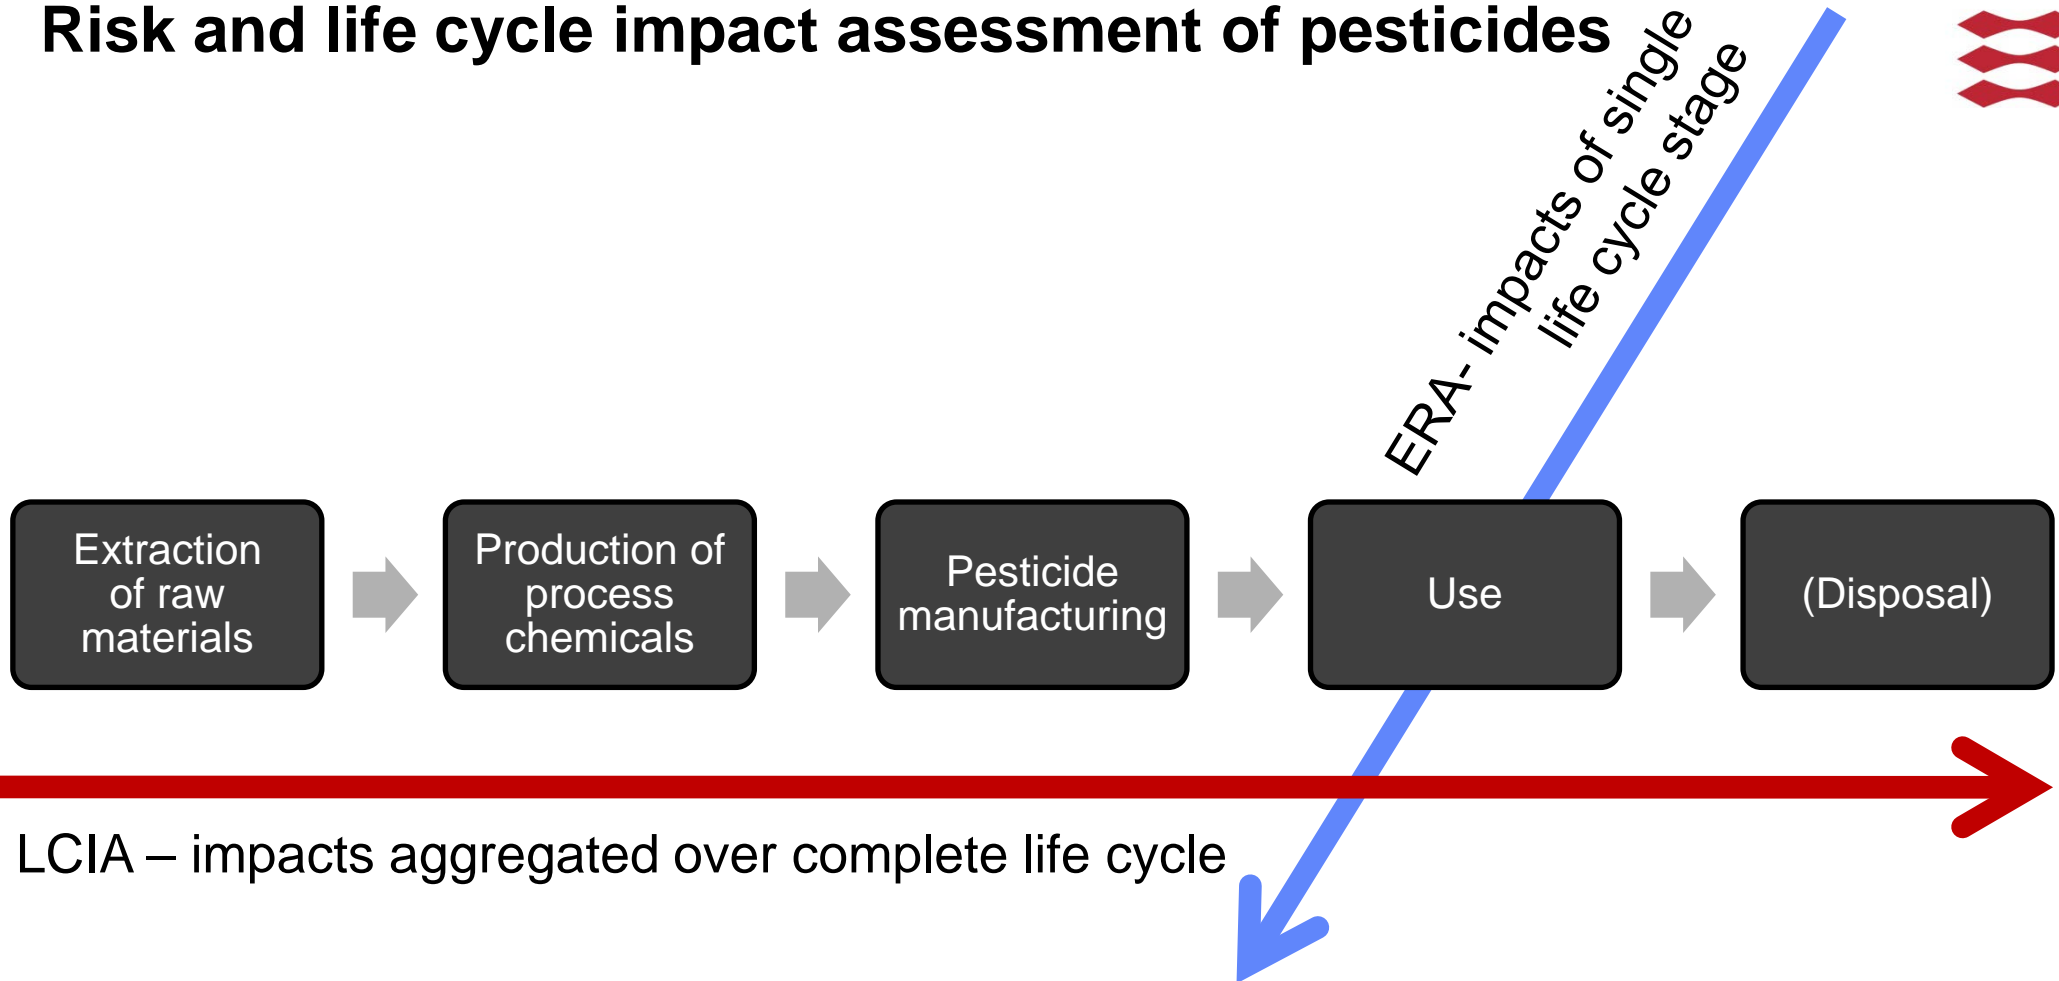 Risk and life cycle impact assessment of pesticides
ERA- impacts of single
life cycle stage
Extraction
of raw
materials
Production of
process
chemicals
Pesticide
manufacturing
Use
(Disposal)
LCIA – impacts aggregated over complete life cycle